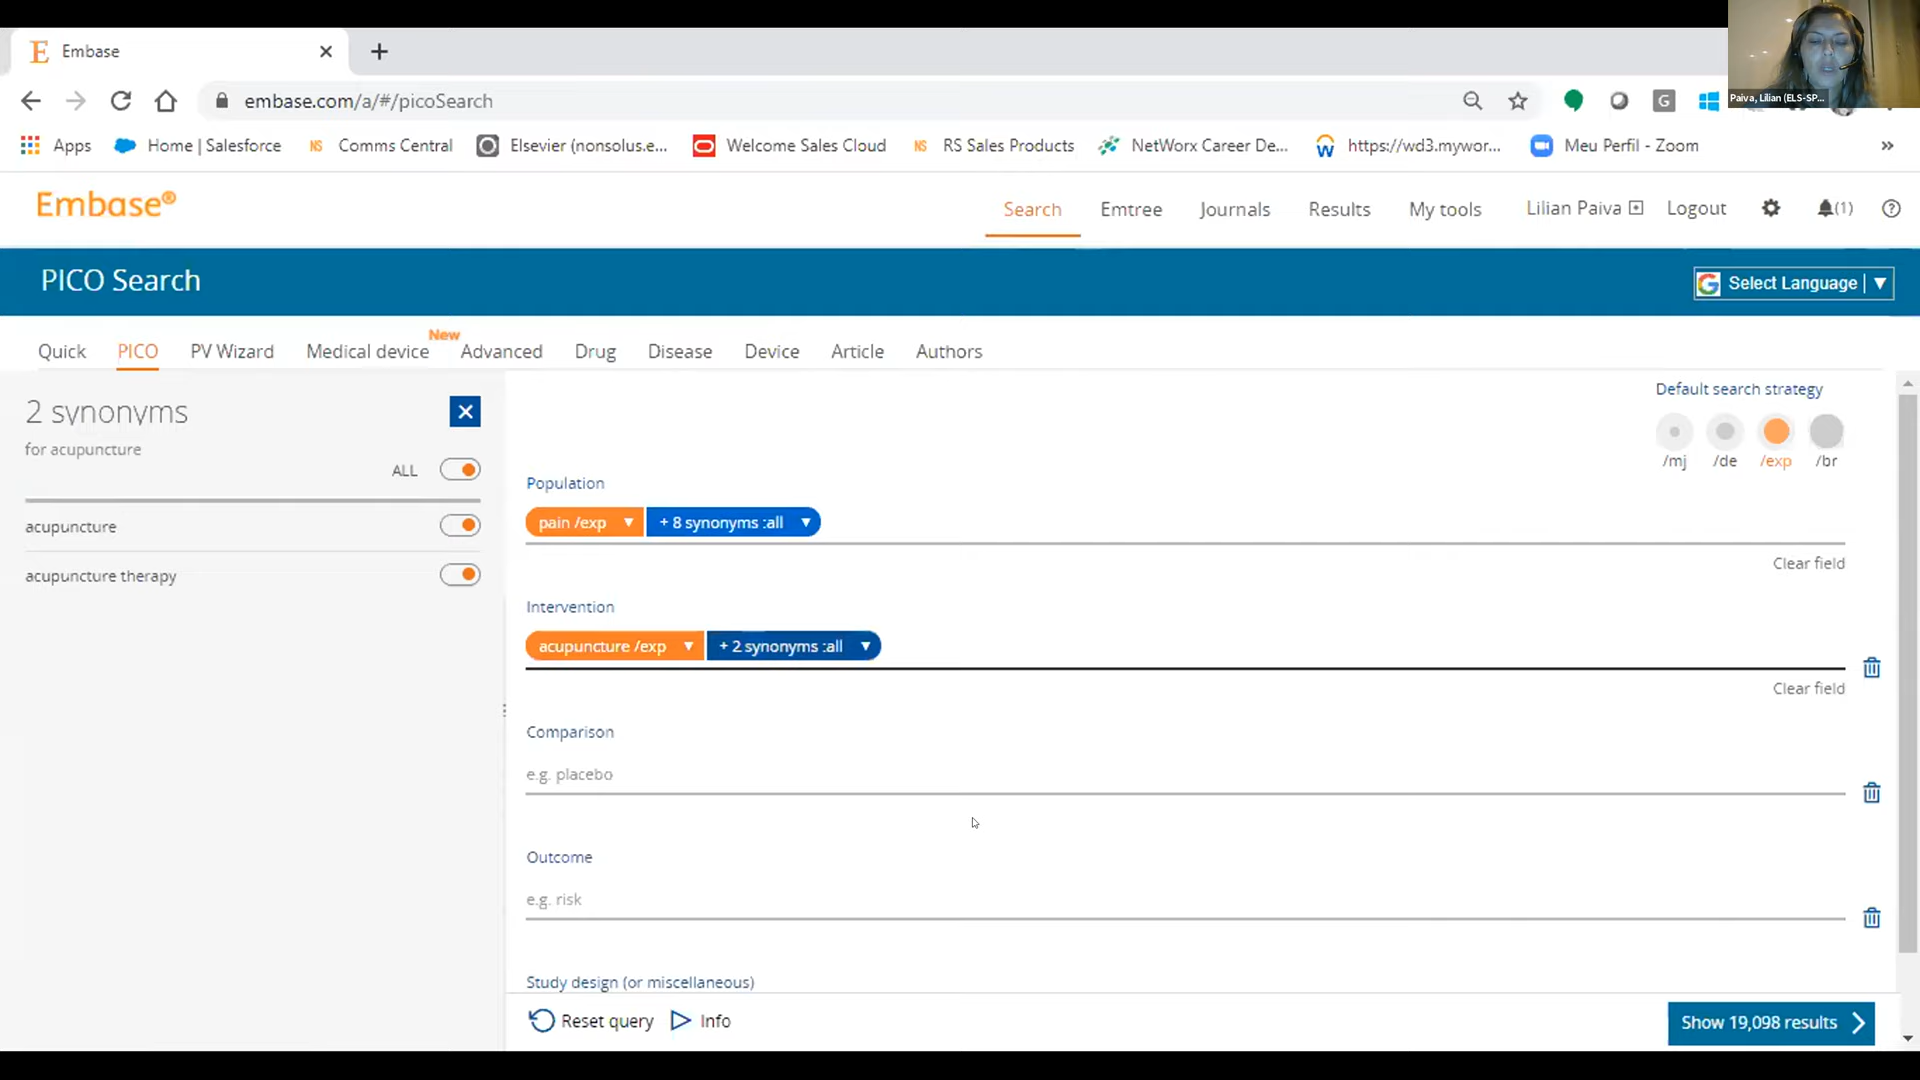 Embase
embase.com/a/#/picoSearch
Paiva, Lilian (ELS-SP...
Apps
Home | Salesforce
NS Comms Central
Elsevier (nonsolus.e...
Welcome Sales Cloud
NS RS Sales Products
NetWorx Career De...
https://wd3.mywor...
Meu Perfil - Zoom
»
Embase®
Search
Emtree
Journals
Results
My tools
Lilian Paiva
Logout
(1)
PICO Search
G Select Language
Quick
PICO
PV Wizard
Medical device
New
Advanced
Drug
Disease
Device
Article
Authors
2 synonyms
for acupuncture
ALL
acupuncture
acupuncture therapy
Default search strategy
/mj
/de
/exp
/br
Population
pain /exp
+ 8 synonyms :all
Clear field
Intervention
acupuncture /exp
+ 2 synonyms :all
Clear field
Comparison
e.g. placebo
Outcome
e.g. risk
Study design (or miscellaneous)
Reset query
Info
Show 19,098 results